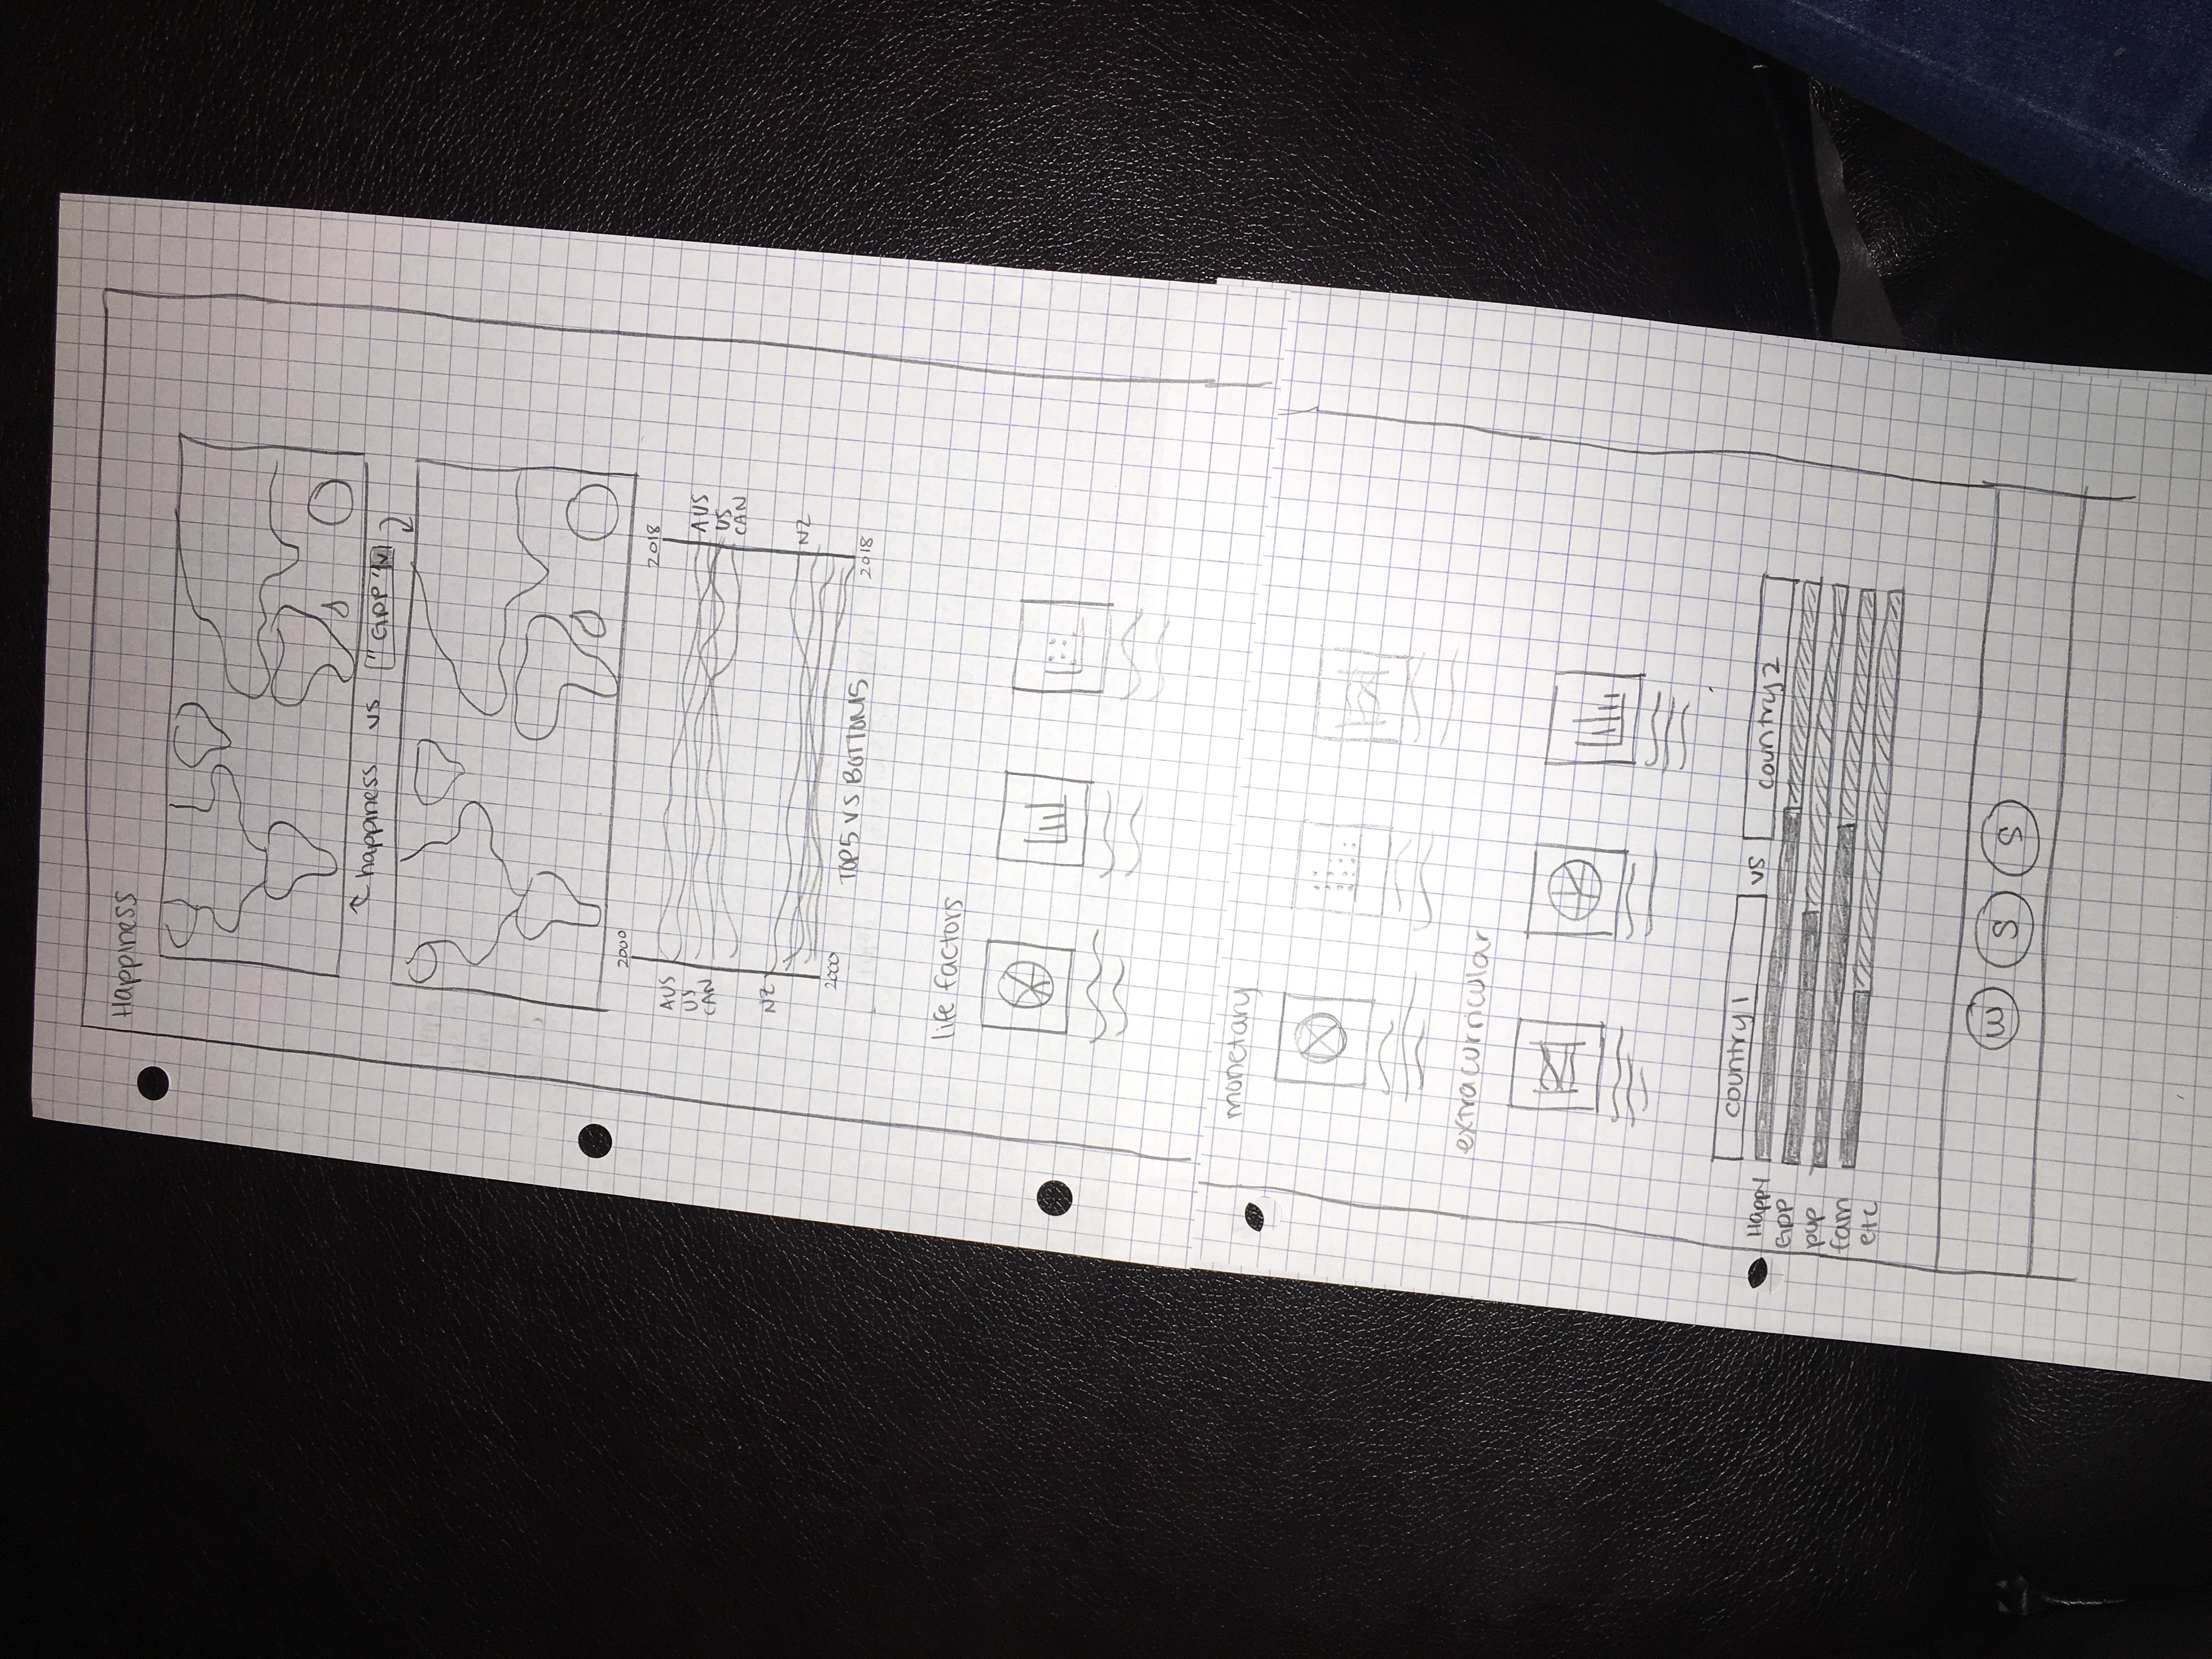 Happiness
happiness vs "GDP"
2000
2018
AUS
US
CAN
NZ
AUS
US
CAN
NZ
2000
TOP5 VS BOTTOM5
2018
life factors
monetary
extracurricular
country 1 vs country 2
Happy
GDP
pup
fam
etc
W S S